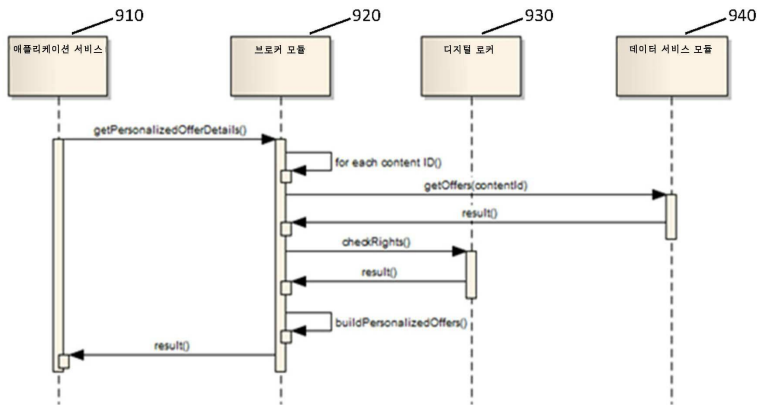 910
920
930
940
애플리케이션 서비스
브로커 모듈
디지털 로커
데이터 서비스 모듈
getPersonalizedOfferDetails()
for each content ID()
getOffers(contentId)
result()
checkRights()
result()
buildPersonalizedOffers()
result()